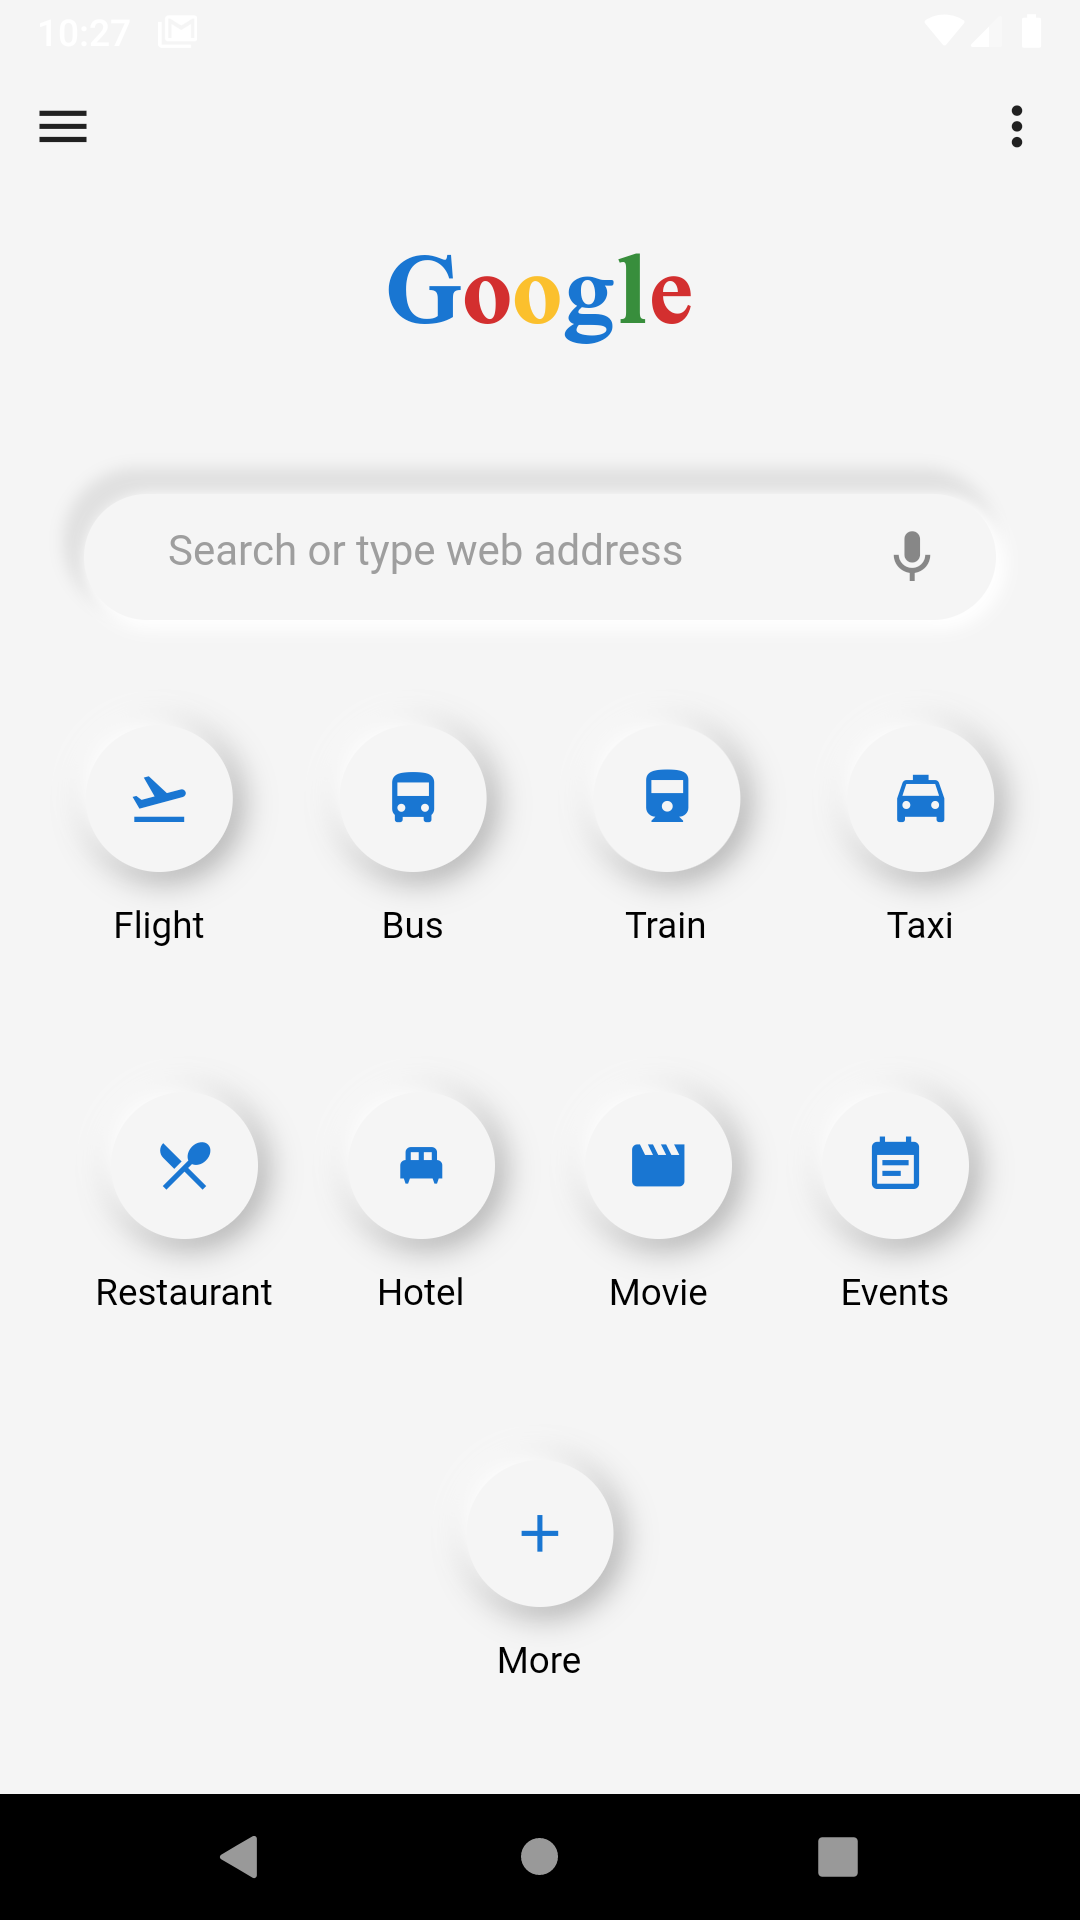 10:27
Google
Search or type web address
Flight Bus Train Taxi
Restaurant Hotel Movie Events
More